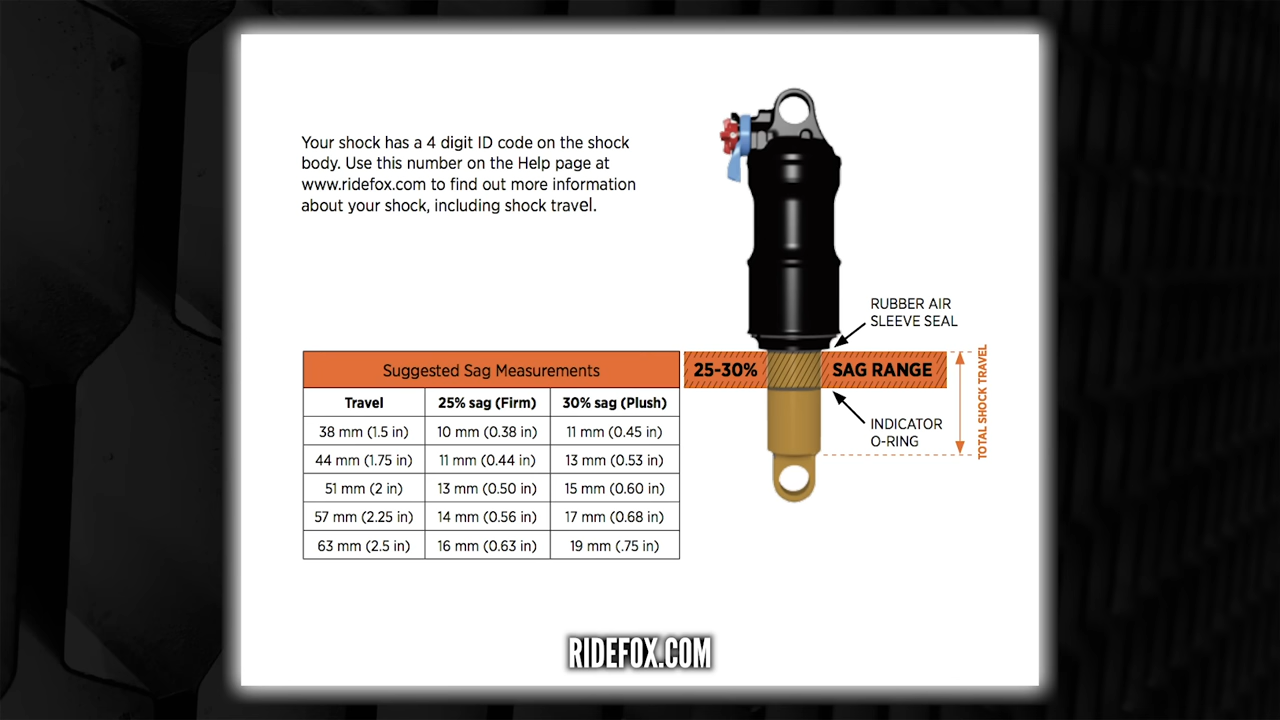 Your shock has a 4 digit ID code on the shock
body. Use this number on the Help page at
www.ridefox.com to find out more information
about your shock, including shock travel.
RUBBER AIR
SLEEVE SEAL
Suggested Sag Measurements
25-30% SAG RANGE
TOTAL SHOCK TRAVEL
Travel 25% sag (Firm) 30% sag (Plush)
38 mm (1.5 in) 10 mm (0.38 in) 11 mm (0.45 in)
44 mm (1.75 in) 11 mm (0.44 in) 13 mm (0.53 in)
51 mm (2 in) 13 mm (0.50 in) 15 mm (0.60 in)
57 mm (2.25 in) 14 mm (0.56 in) 17 mm (0.68 in)
63 mm (2.5 in) 16 mm (0.63 in) 19 mm (.75 in)
INDICATOR
O-RING
RIDEFOX.COM